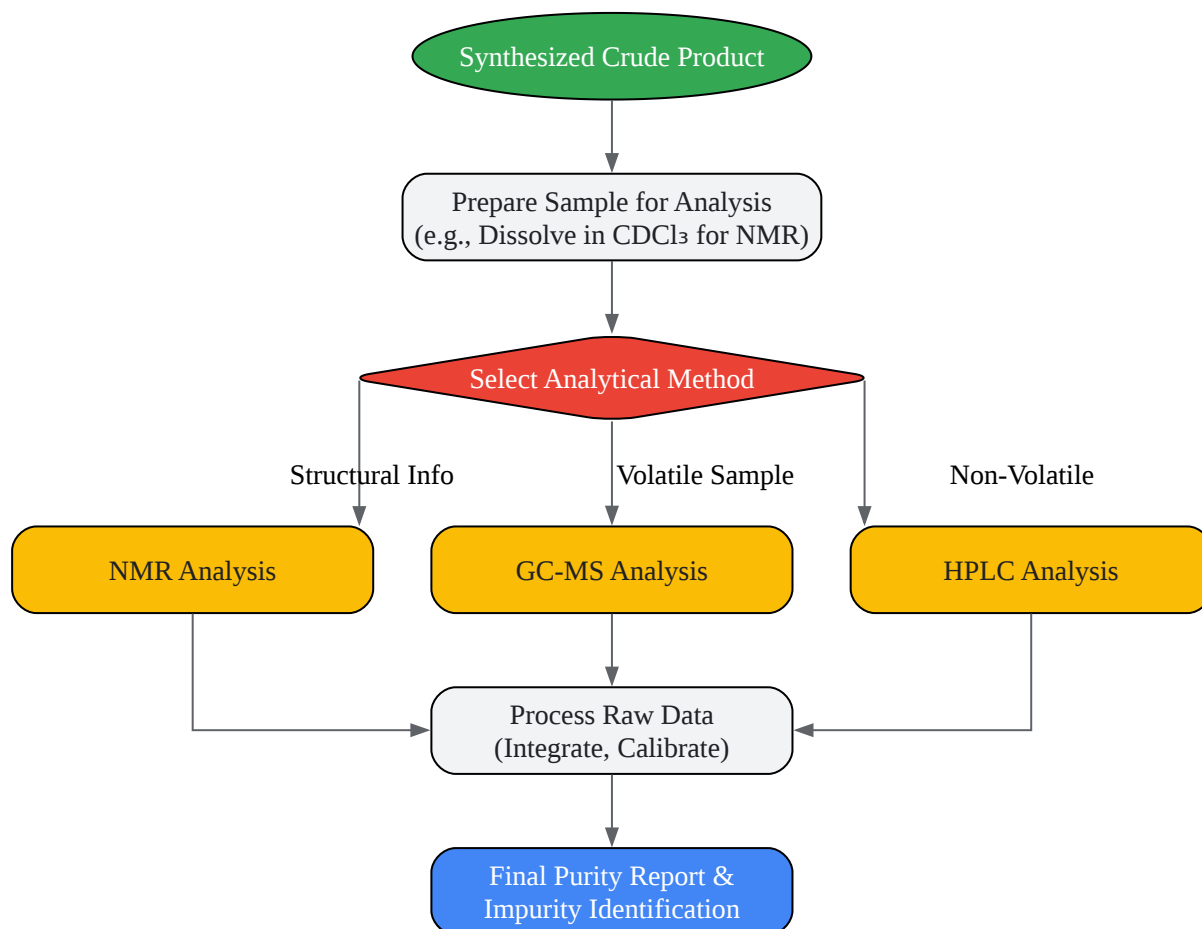 Synthesized Crude Product
Prepare Sample for Analysis
(e.g., Dissolve in CDCl₃ for NMR)
Select Analytical Method
Structural Info
Volatile Sample
Non-Volatile
NMR Analysis
GC-MS Analysis
HPLC Analysis
Process Raw Data
(Integrate, Calibrate)
Final Purity Report &
Impurity Identification